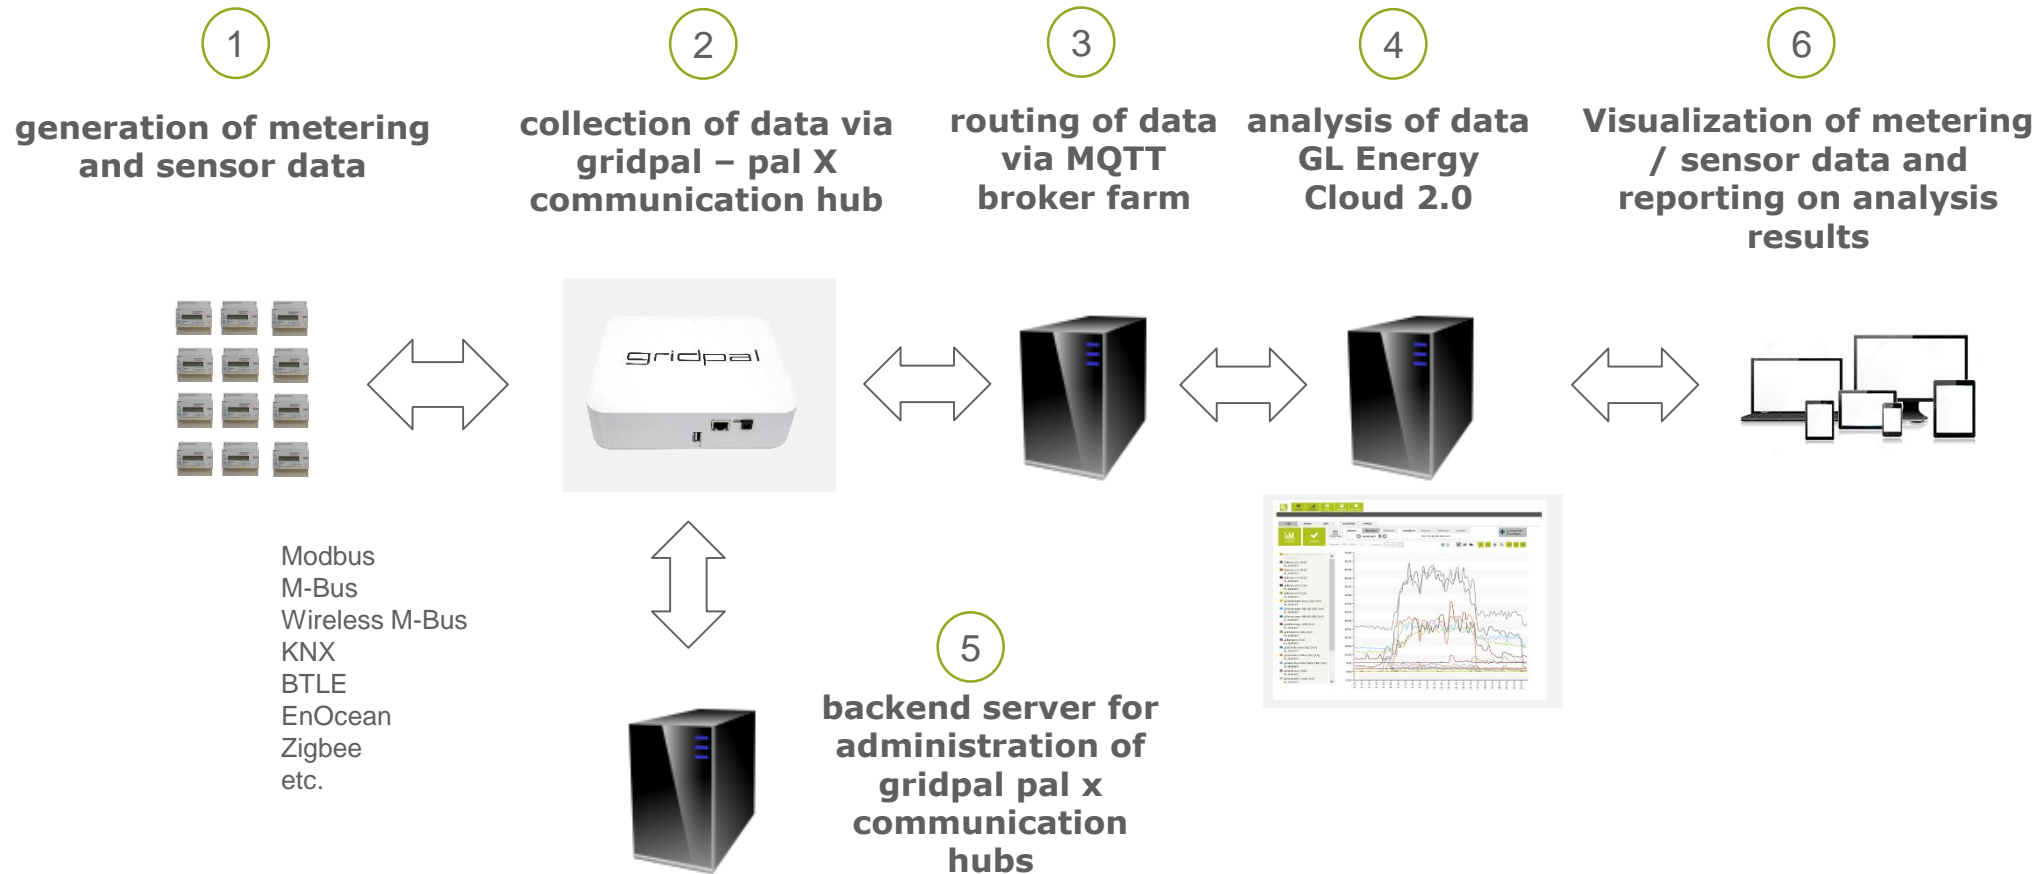 1
generation of metering
and sensor data
2
collection of data via
gridpal – pal X
communication hub
3
routing of data
via MQTT
broker farm
4
analysis of data
GL Energy
Cloud 2.0
6
Visualization of metering
/ sensor data and
reporting on analysis
results
gridpal
Modbus
M-Bus
Wireless M-Bus
KNX
BTLE
EnOcean
Zigbee
etc.
5
backend server for
administration of
gridpal pal x
communication
hubs